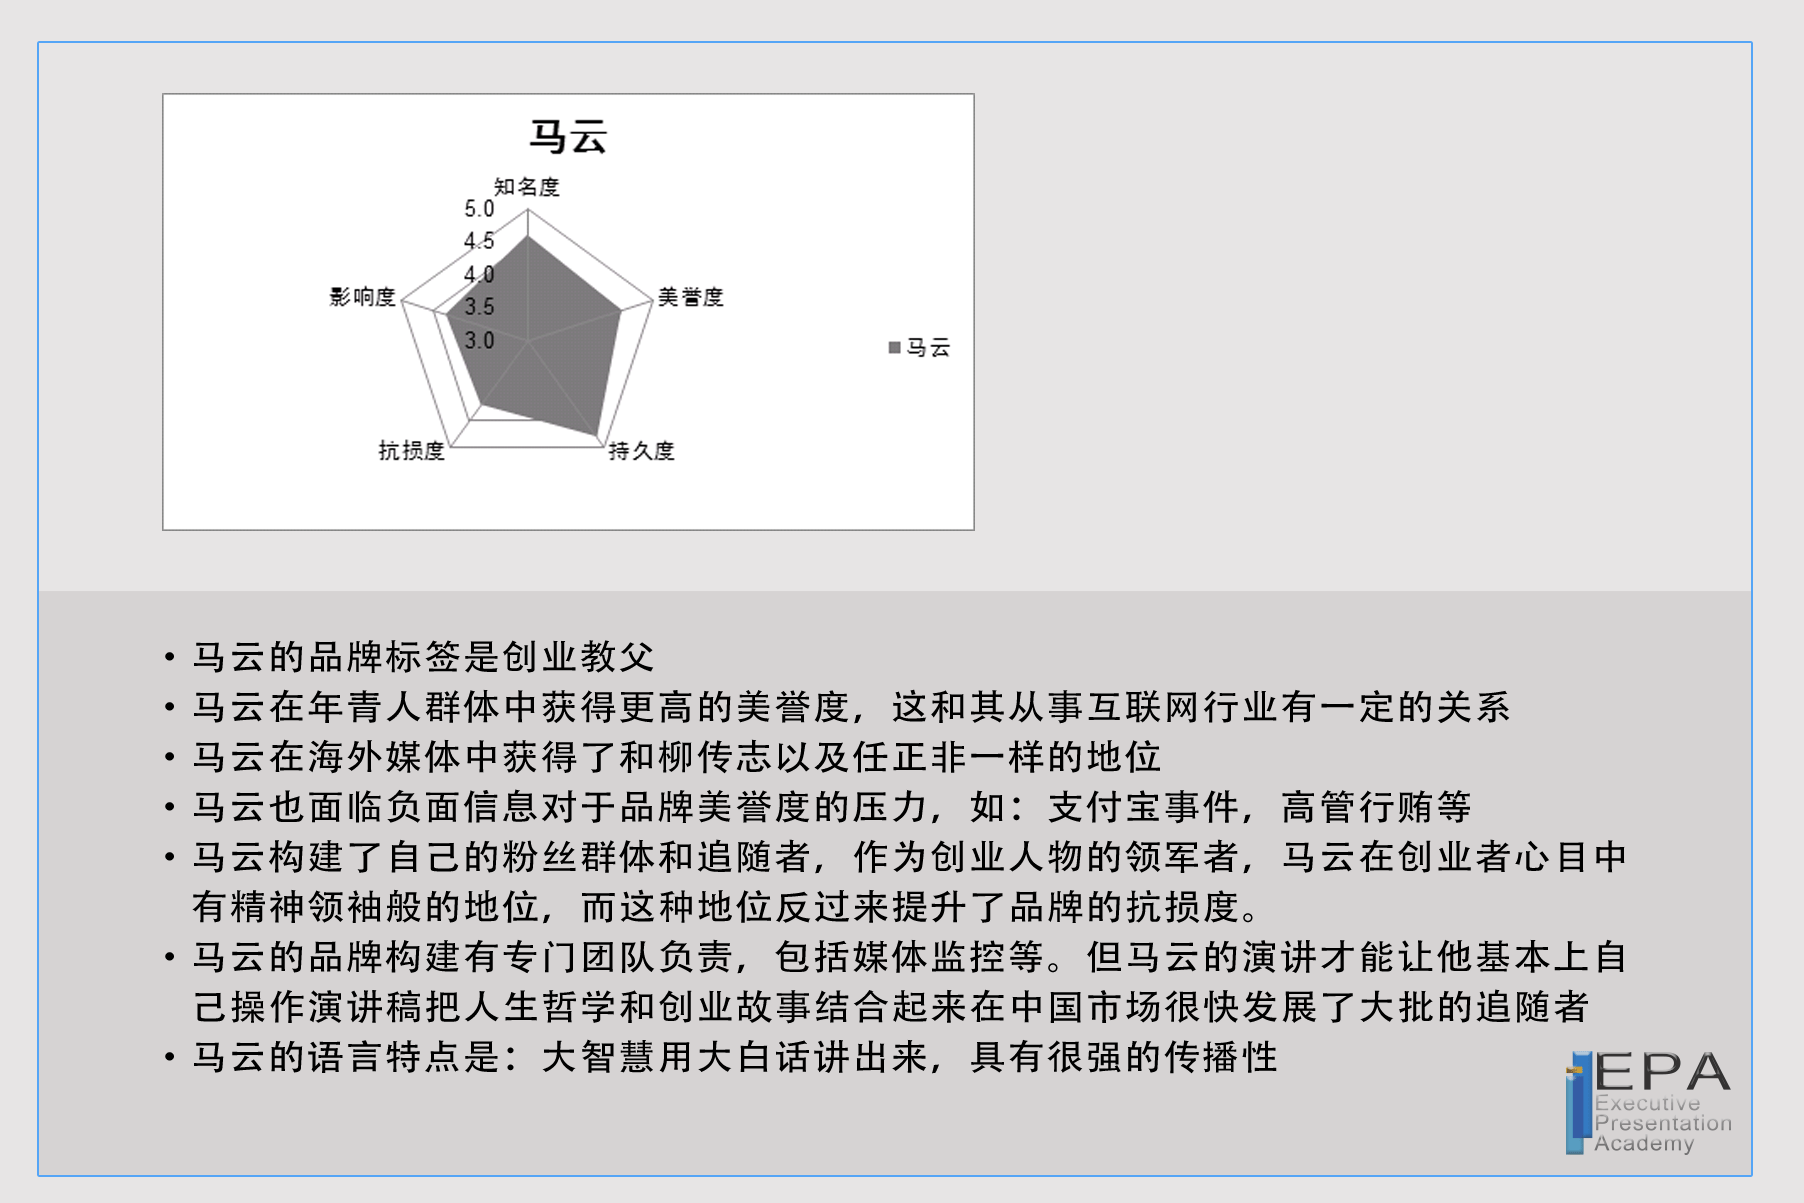 马云
知名度
5.0
4.5
4.0
3.5
3.0
影响度
美誉度
抗损度
持久度
马云
• 马云的品牌标签是创业教父
• 马云在年青人群体中获得更高的美誉度，这和其从事互联网行业有一定的关系
• 马云在海外媒体中获得了和柳传志以及任正非一样的地位
• 马云也面临负面信息对于品牌美誉度的压力，如：支付宝事件，高管行贿等
• 马云构建了自己的粉丝群体和追随者，作为创业人物的领军者，马云在创业者心目中
有精神领袖般的地位，而这种地位反过来提升了品牌的抗损度。
• 马云的品牌构建有专门团队负责，包括媒体监控等。但马云的演讲才能让他基本上自
己操作演讲稿把人生哲学和创业故事结合起来在中国市场很快发展了大批的追随者
• 马云的语言特点是：大智慧用大白话讲出来，具有很强的传播性
EPA
Executive
Presentation
Academy